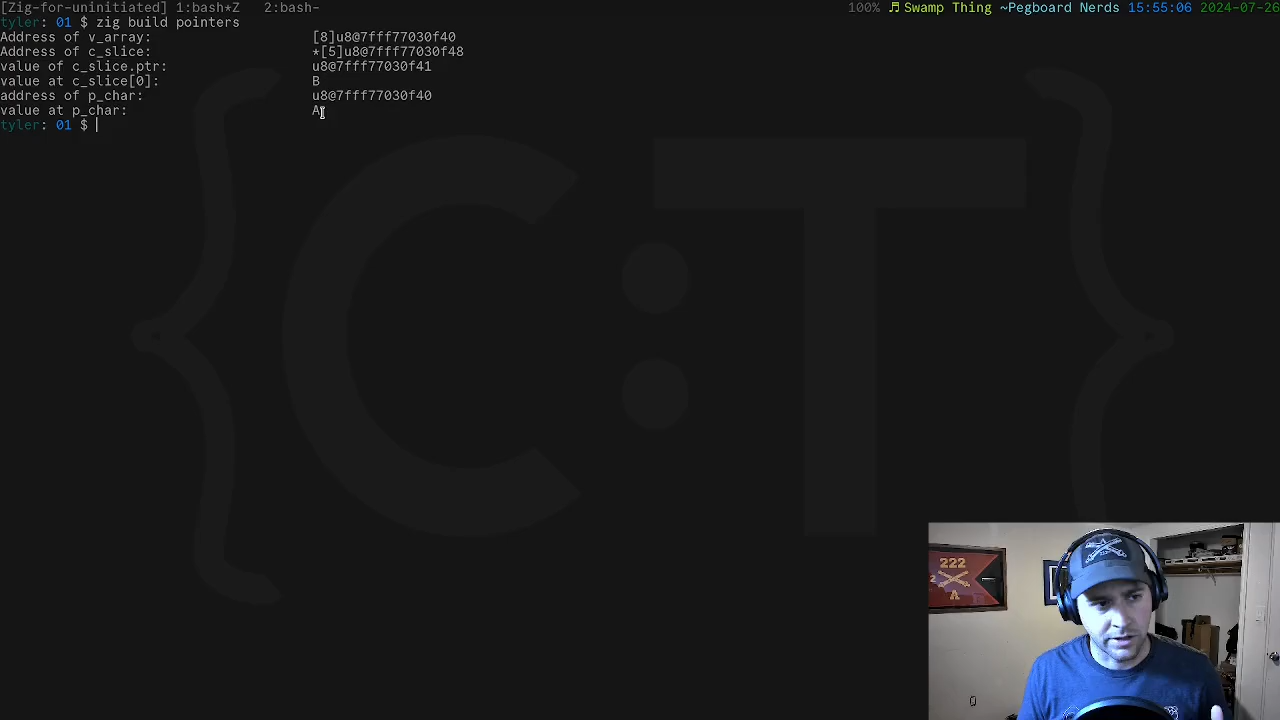 [Zig-for-uninitiated] 1:bash*Z   2:bash-   100% ♬ Swamp Thing ~Pegboard Nerds 15:55:06 2024-07-26
tyler: 01 $ zig build pointers
Address of v_array:   [8]u8@7fff77030f40
Address of c_slice:   *[5]u8@7fff77030f48
value of c_slice.ptr:   u8@7fff77030f41
value at c_slice[0]:   B
address of p_char:   u8@7fff77030f40
value at p_char:   A
tyler: 01 $
{C:T}
222
2
A